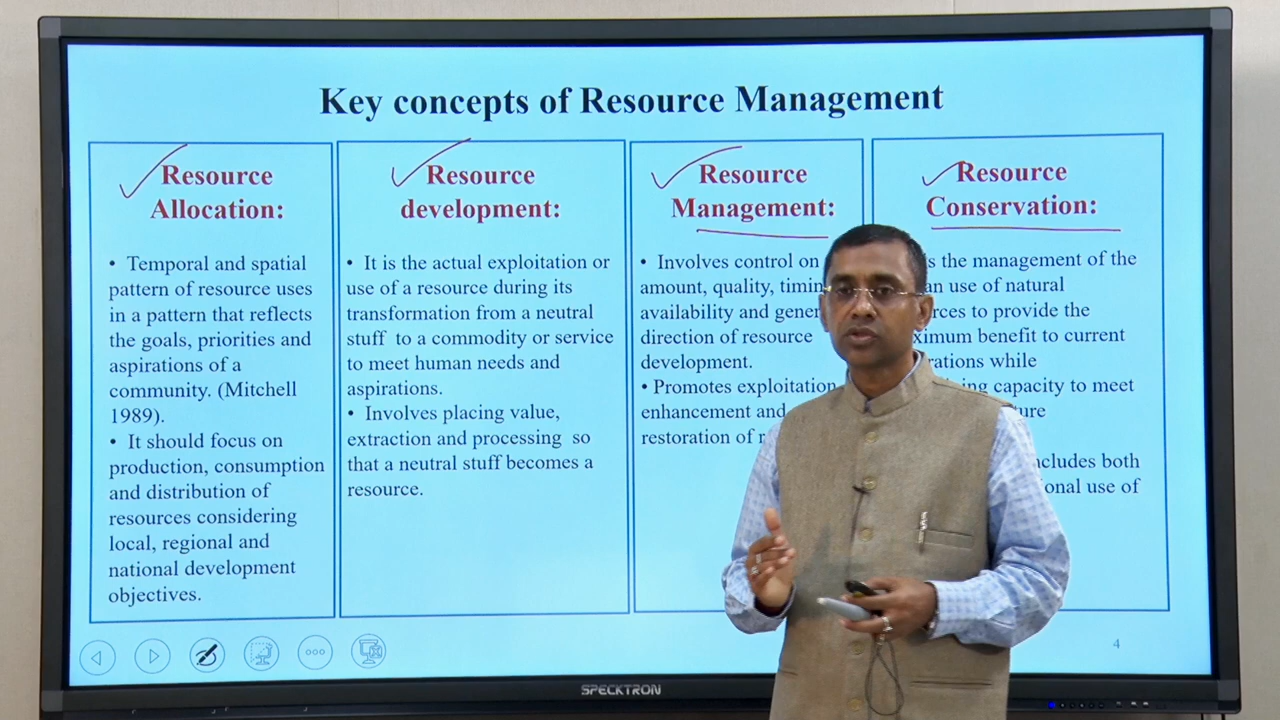 Key concepts of Resource Management
Resource
Allocation:
• Temporal and spatial
pattern of resource uses
in a pattern that reflects
the goals, priorities and
aspirations of a
community. (Mitchell
1989).
• It should focus on
production, consumption
and distribution of
resources considering
local, regional and
national development
objectives.
Resource
development:
• It is the actual exploitation or
use of a resource during its
transformation from a neutral
stuff to a commodity or service
to meet human needs and
aspirations.
• Involves placing value,
extraction and processing so
that a neutral stuff becomes a
resource.
Resource
Management:
• Involves control on
amount, quality,
availability and
direction of resource
development.
• Promotes exploitation
enhancement and
restoration of
Resource
Conservation:
is the management of the
use of natural
to provide the
benefit to current
while
capacity to meet
both
use of
4
SPECKTRON